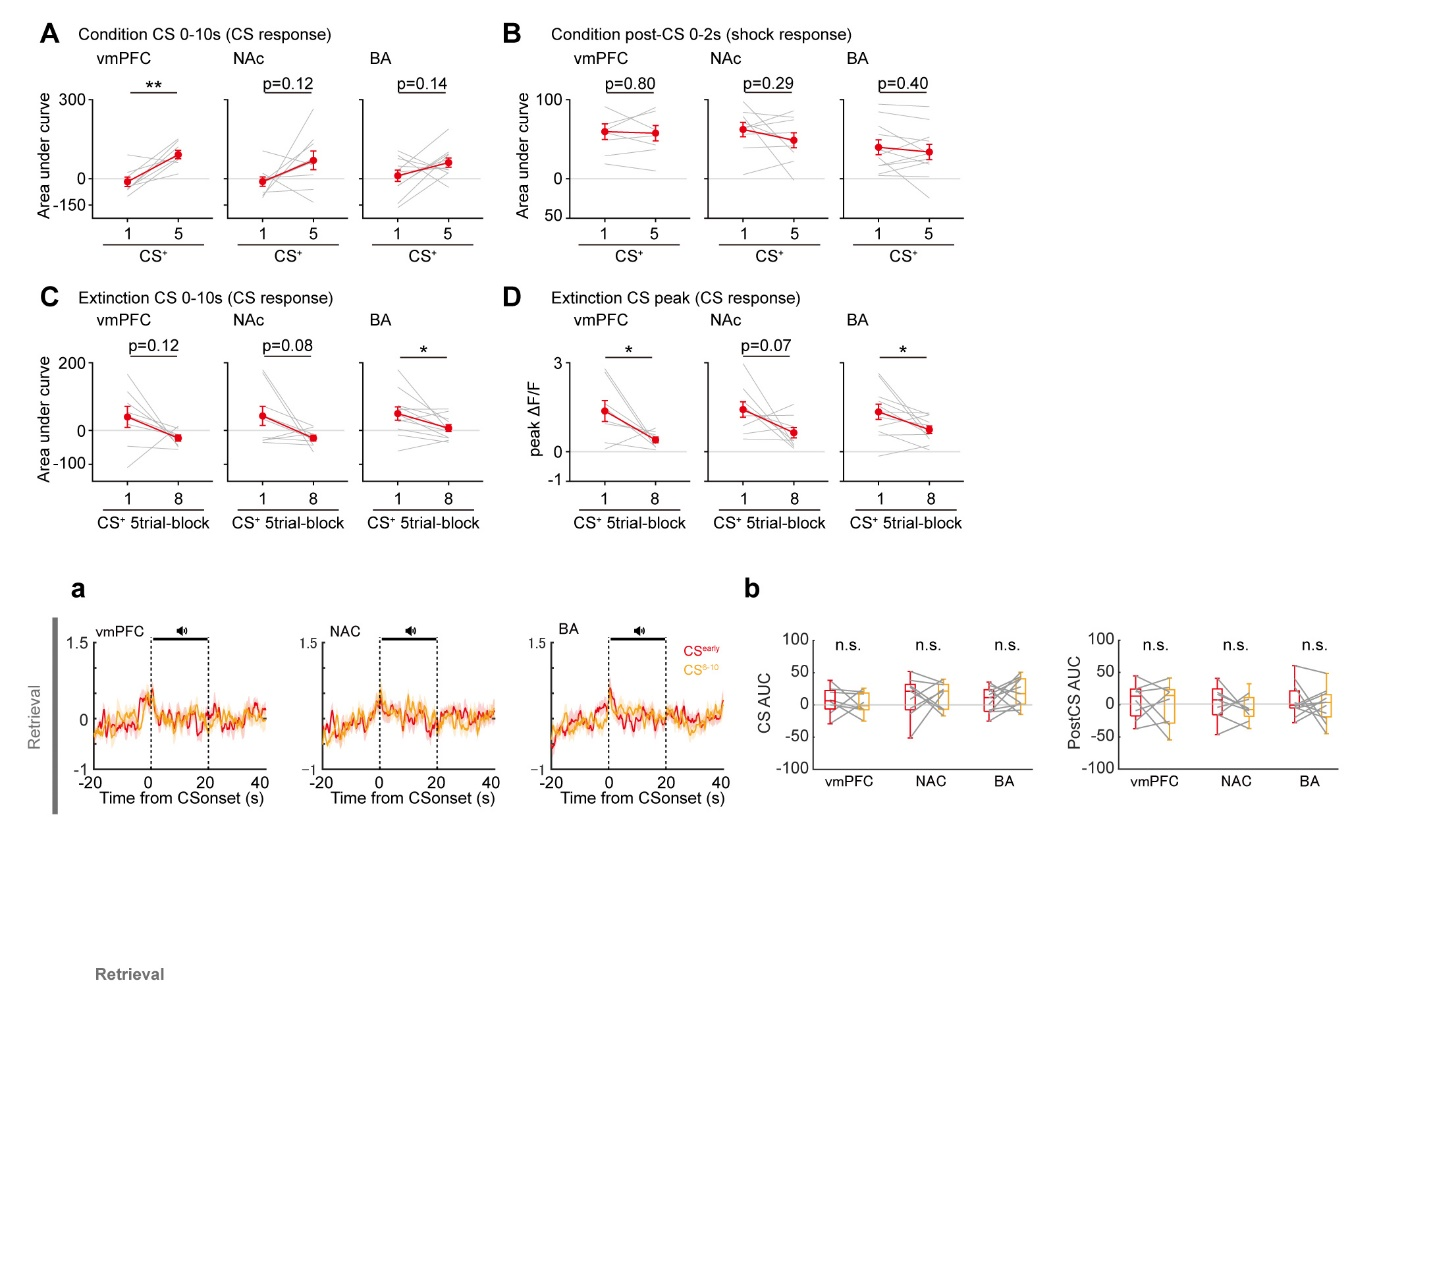 A Condition CS 0-10s (CS response)
vmPFC NAc BA
** p=0.12 p=0.14
Area under curve
300
0
-150
1 5 1 5 1 5
CS+ CS+ CS+
B Condition post-CS 0-2s (shock response)
vmPFC NAc BA
p=0.80 p=0.29 p=0.40
Area under curve
100
0
50
1 5 1 5 1 5
CS+ CS+ CS+
C Extinction CS 0-10s (CS response)
vmPFC NAc BA
p=0.12 p=0.08 *
Area under curve
200
0
-100
1 8 1 8 1 8
CS+ 5trial-block CS+ 5trial-block CS+ 5trial-block
D Extinction CS peak (CS response)
vmPFC NAc BA
* p=0.07 *
peak ΔF/F
3
0
-1
1 8 1 8 1 8
CS+ 5trial-block CS+ 5trial-block CS+ 5trial-block
a
Retrieval
vmPFC
1.5
0
-1
-20 0 20 40
Time from CSonset (s)
NAC
1.5
0
-1
-20 0 20 40
Time from CSonset (s)
BA
CSearly
CS6-10
1.5
0
-1
-20 0 20 40
Time from CSonset (s)
b
CS AUC
100
50
0
-50
-100
n.s. n.s. n.s.
vmPFC NAC BA
PostCS AUC
100
50
0
-50
-100
n.s. n.s. n.s.
vmPFC NAC BA
Retrieval